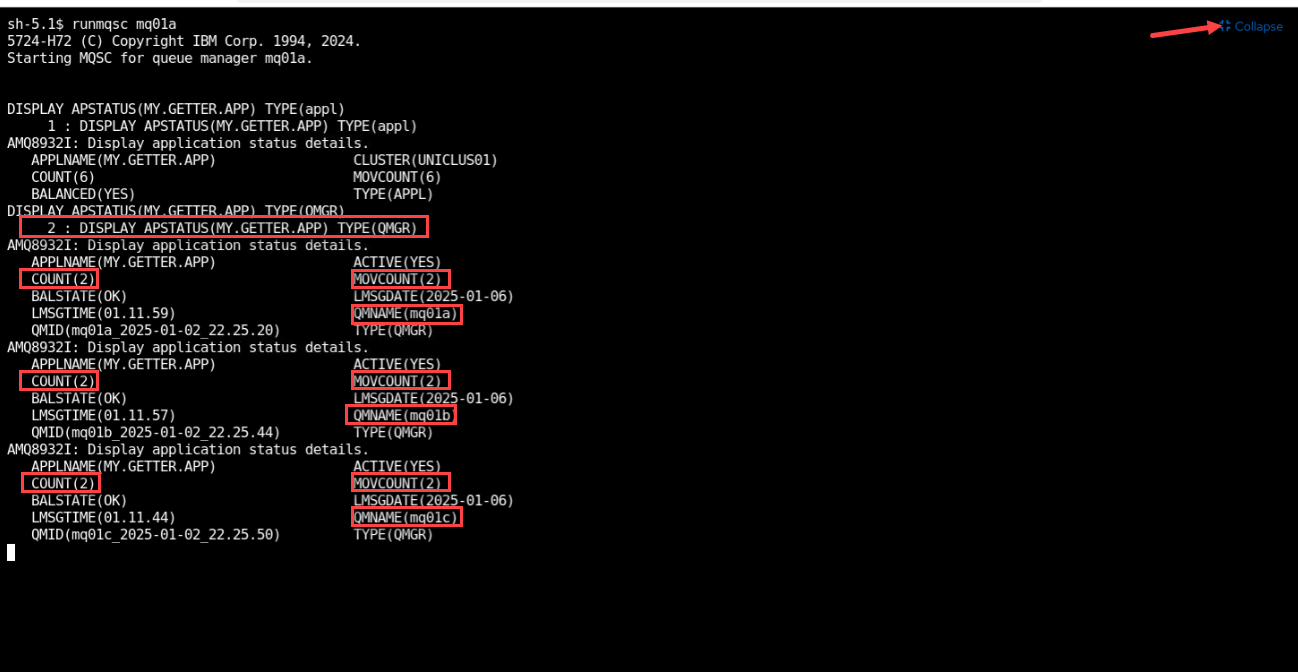 sh-5.1$ runmqsc mq01a
Collapse
5724-H72 (C) Copyright IBM Corp. 1994, 2024.
Starting MQSC for queue manager mq01a.
DISPLAY APSTATUS(MY.GETTER.APP) TYPE(appl)
1 : DISPLAY APSTATUS(MY.GETTER.APP) TYPE(appl)
AMQ8932I: Display application status details.
APPLNAME(MY.GETTER.APP) CLUSTER(UNICLUS01)
COUNT(6) MOVCOUNT(6)
BALANCED(YES) TYPE(APPL)
DISPLAY APSTATUS(MY.GETTER.APP) TYPE(QMGR)
2 : DISPLAY APSTATUS(MY.GETTER.APP) TYPE(QMGR)
AMQ8932I: Display application status details.
APPLNAME(MY.GETTER.APP) ACTIVE(YES)
COUNT(2) MOVCOUNT(2)
BALSTATE(OK) LMSGDATE(2025-01-06)
LMSGTIME(01.11.59) QMNAME(mq01a)
QMID(mq01a_2025-01-02_22.25.20) TYPE(QMGR)
AMQ8932I: Display application status details.
APPLNAME(MY.GETTER.APP) ACTIVE(YES)
COUNT(2) MOVCOUNT(2)
BALSTATE(OK) LMSGDATE(2025-01-06)
LMSGTIME(01.11.57) QMNAME(mq01b)
QMID(mq01b_2025-01-02_22.25.44) TYPE(QMGR)
AMQ8932I: Display application status details.
APPLNAME(MY.GETTER.APP) ACTIVE(YES)
COUNT(2) MOVCOUNT(2)
BALSTATE(OK) LMSGDATE(2025-01-06)
LMSGTIME(01.11.44) QMNAME(mq01c)
QMID(mq01c_2025-01-02_22.25.50) TYPE(QMGR)